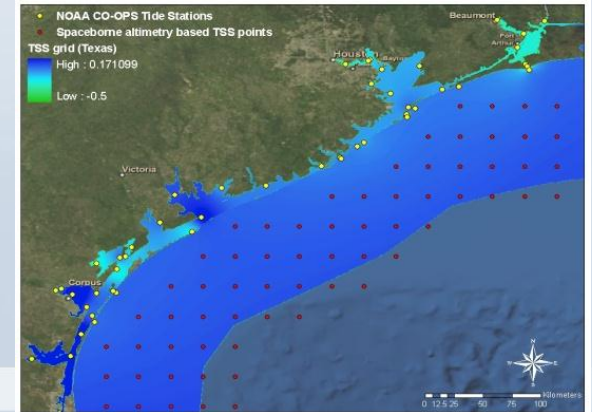 NOAA CO-OPS Tide Stations
Spaceborne altimetry based TSS points
TSS grid (Texas)
High : 0.171099
Low : -0.5
Beaumont
Port
Arthur
Houston
Victoria
Corpus
N
Kilometers
0 12.5 25 50 75 100